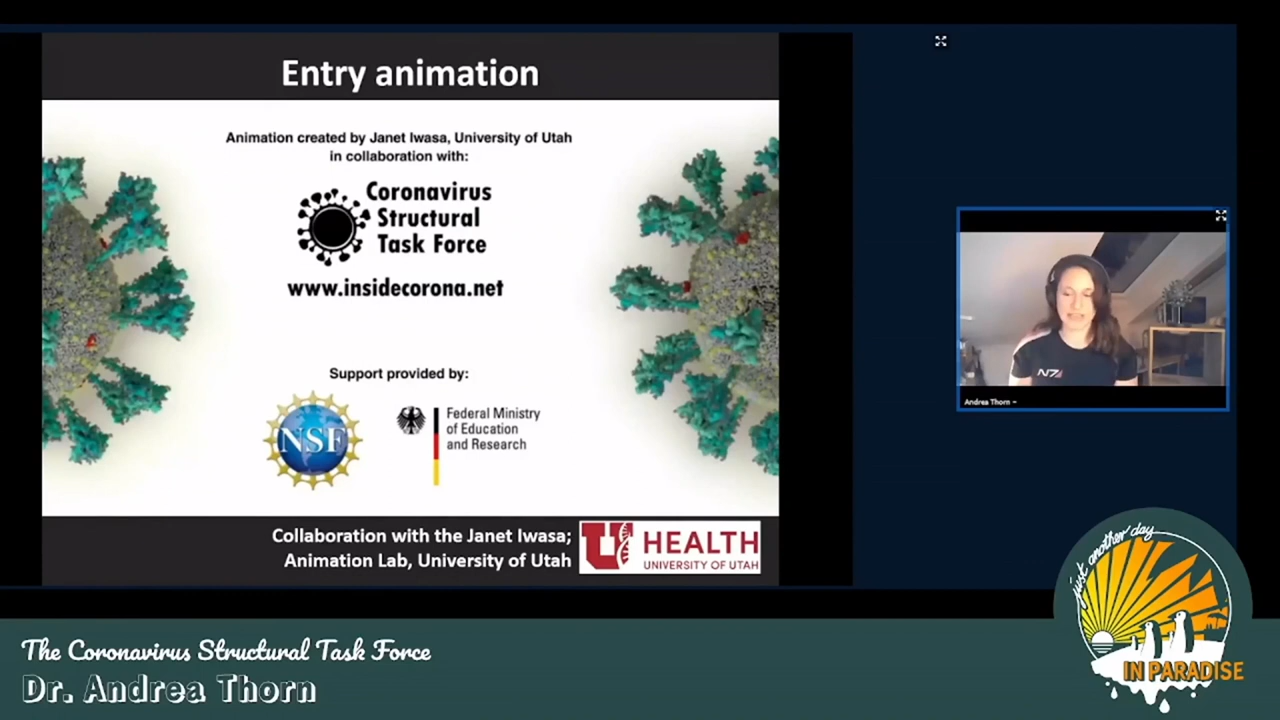 Entry animation
Animation created by Janet Iwasa, University of Utah
in collaboration with:
Coronavirus
Structural
Task Force
www.insidecorona.net
Support provided by:
NSF
Federal Ministry
of Education
and Research
Collaboration with the Janet Iwasa;
Animation Lab, University of Utah
U
HEALTH
UNIVERSITY OF UTAH
N7
Andrea Thorn
just another day
IN PARADISE
The Coronavirus Structural Task Force
Dr. Andrea Thorn